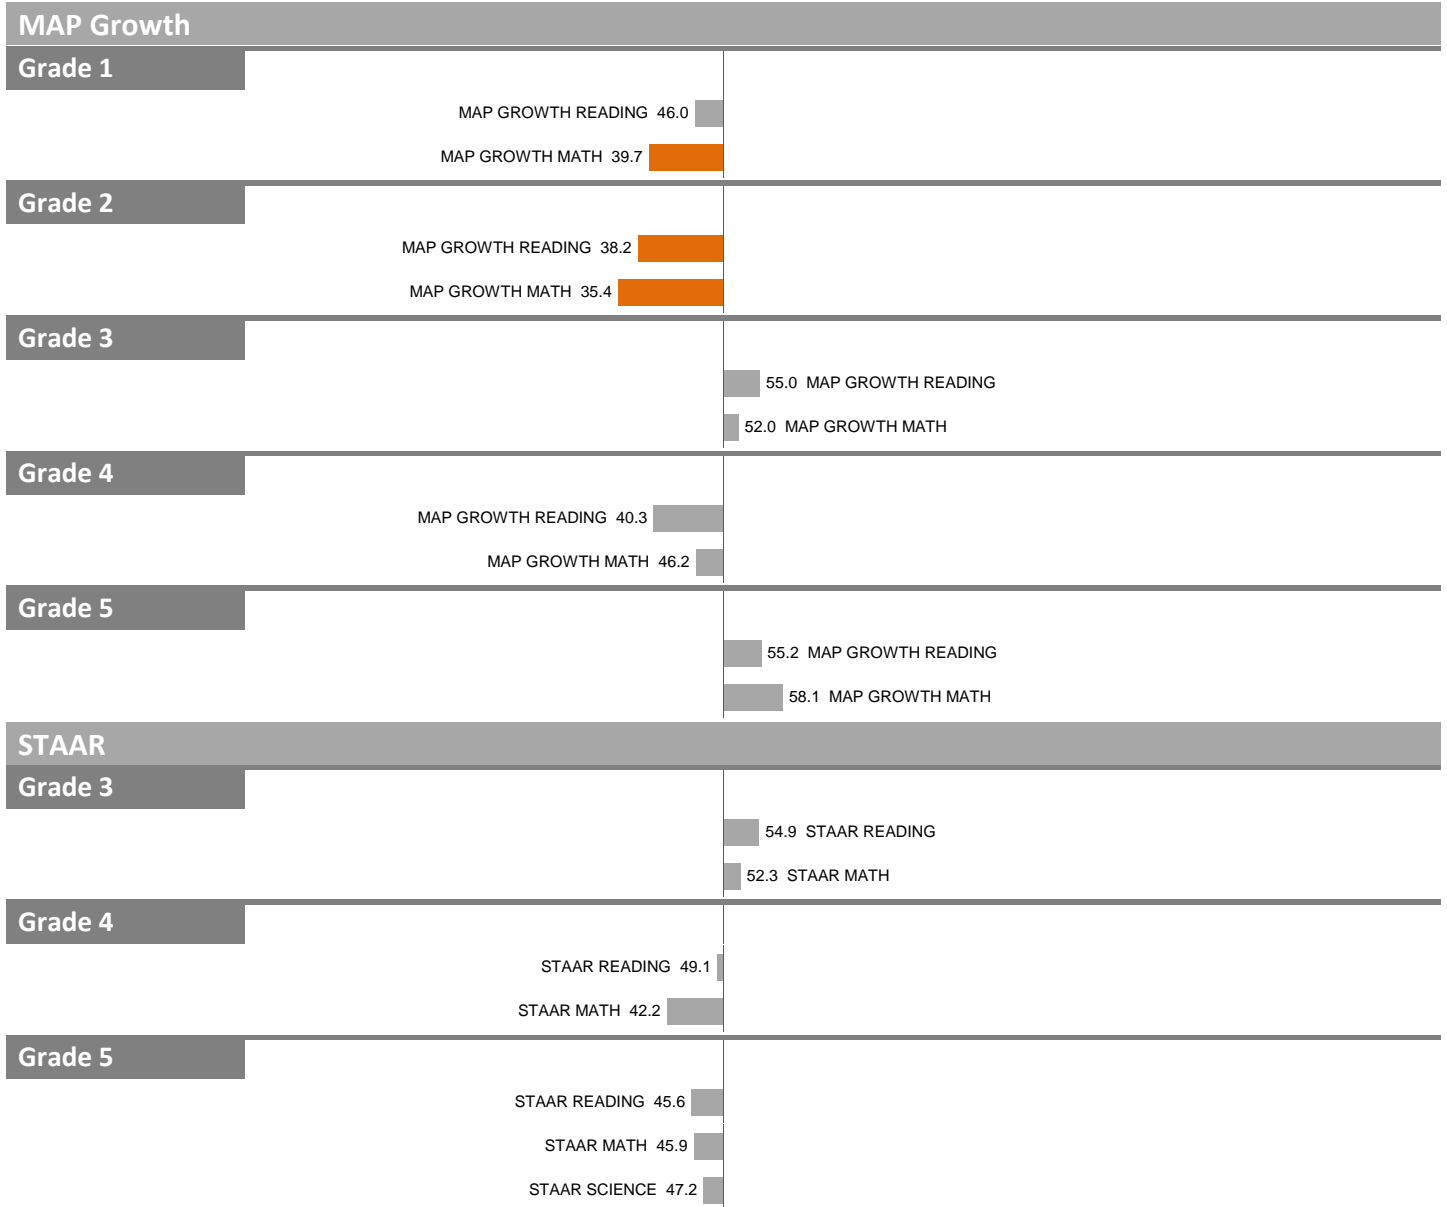 MAP Growth
Grade 1
MAP GROWTH READING 46.0
MAP GROWTH MATH 39.7
Grade 2
MAP GROWTH READING 38.2
MAP GROWTH MATH 35.4
Grade 3
55.0 MAP GROWTH READING
52.0 MAP GROWTH MATH
Grade 4
MAP GROWTH READING 40.3
MAP GROWTH MATH 46.2
Grade 5
55.2 MAP GROWTH READING
58.1 MAP GROWTH MATH
STAAR
Grade 3
54.9 STAAR READING
52.3 STAAR MATH
Grade 4
STAAR READING 49.1
STAAR MATH 42.2
Grade 5
STAAR READING 45.6
STAAR MATH 45.9
STAAR SCIENCE 47.2